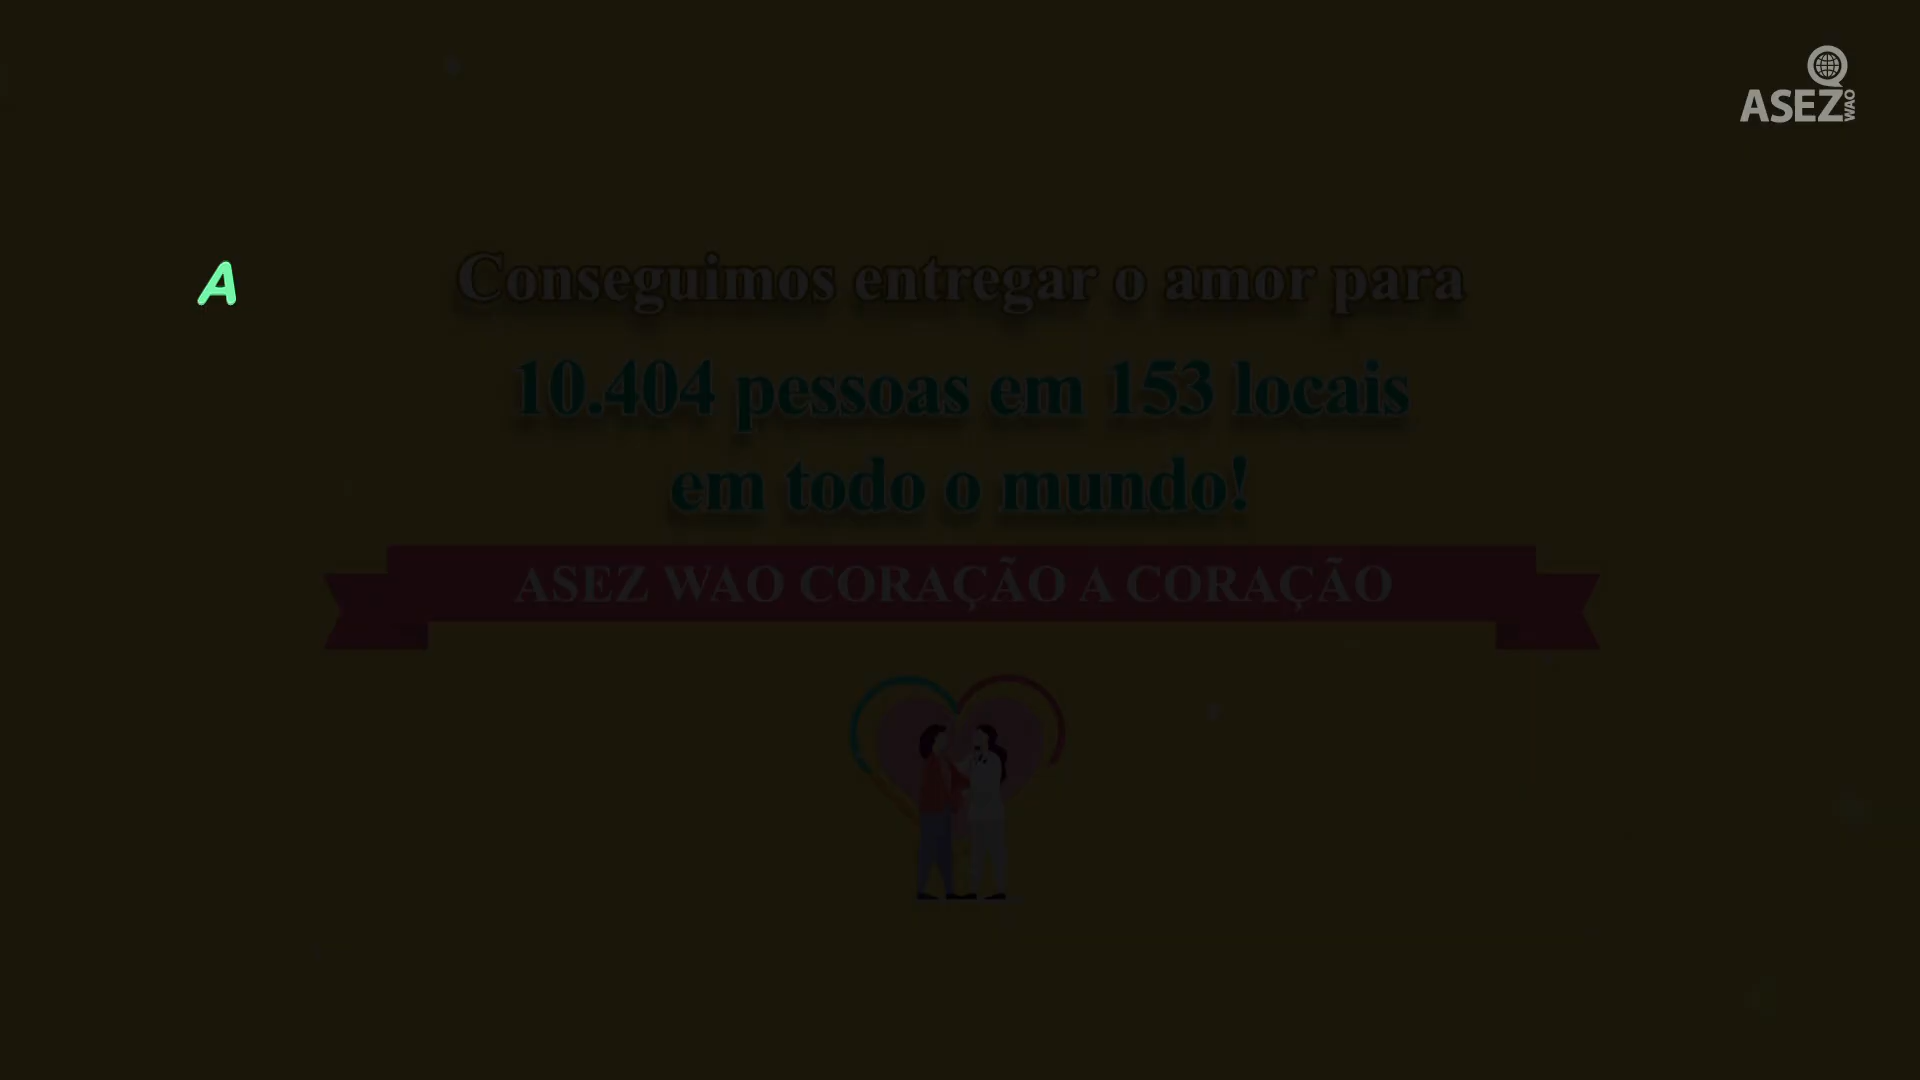 ASEZ WAO
A
Conseguimos entregar o amor para
10.404 pessoas em 153 locais
em todo o mundo!
ASEZ WAO CORAÇÃO A CORAÇÃO